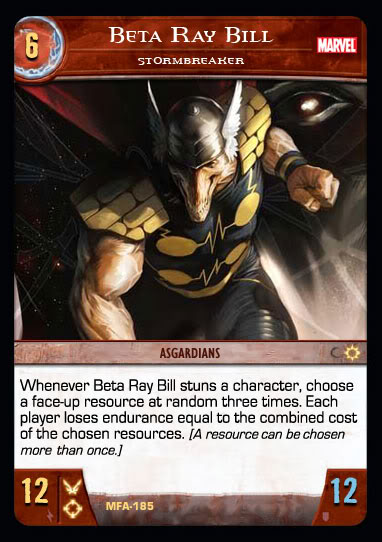 6
BETA RAY BILL
MARVEL
STORMBREAKER
ASGARDIANS
C
Whenever Beta Ray Bill stuns a character, choose
a face-up resource at random three times. Each
player loses endurance equal to the combined cost
of the chosen resources. [A resource can be chosen
more than once.]
12
MFA-185
12